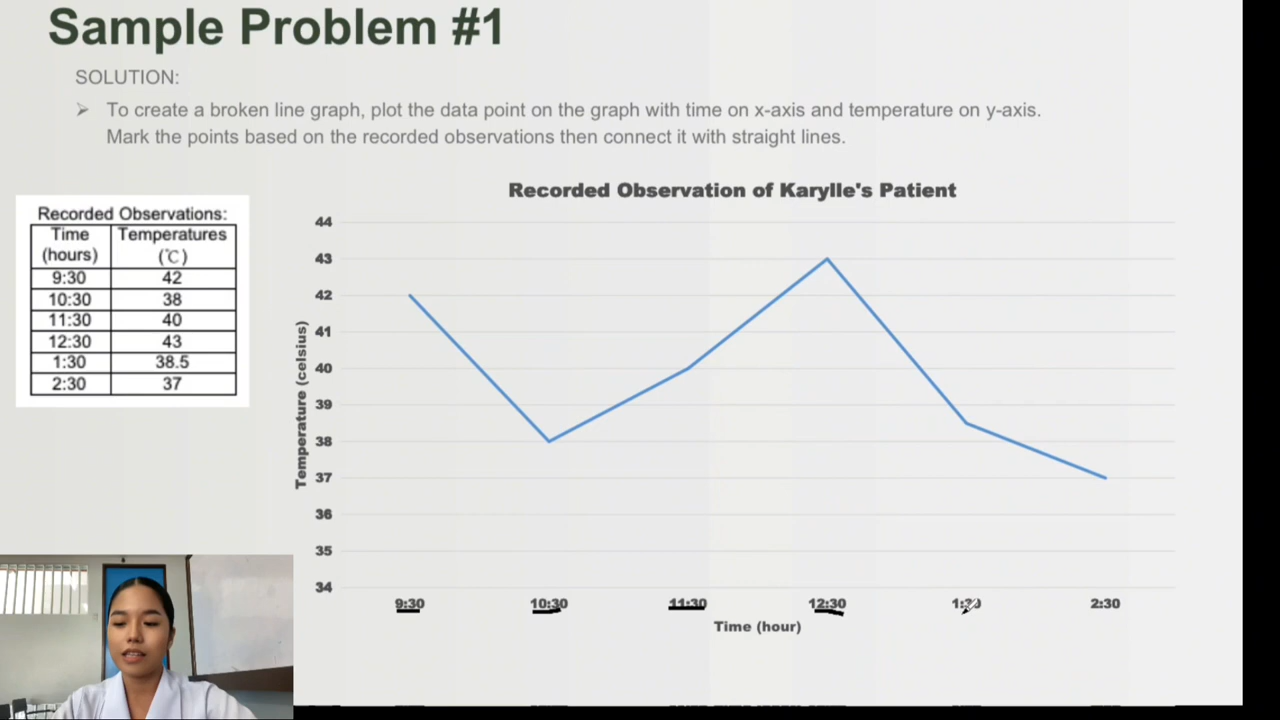 Sample Problem #1
SOLUTION:
➢ To create a broken line graph, plot the data point on the graph with time on x-axis and temperature on y-axis.
Mark the points based on the recorded observations then connect it with straight lines.
Recorded Observations:
Time (hours) Temperatures (℃)
9:30 42
10:30 38
11:30 40
12:30 43
1:30 38.5
2:30 37
Recorded Observation of Karylle's Patient
Temperature (celsius)
44
43
42
41
40
39
38
37
36
35
34
9:30 10:30 11:30 12:30 1:30 2:30
Time (hour)